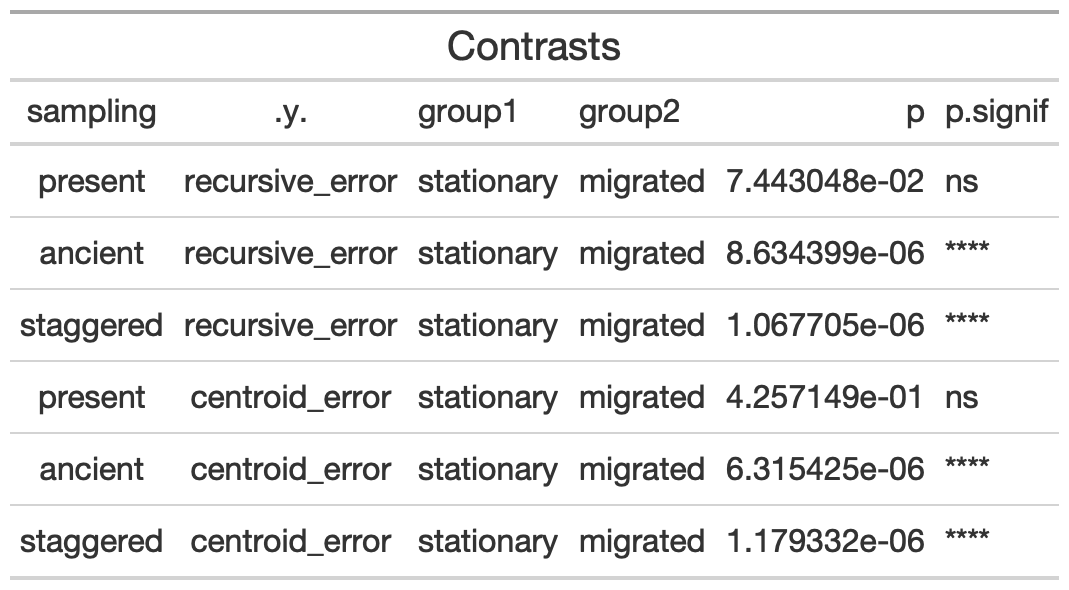 Contrasts
sampling .y. group1 group2 p p.signif
present recursive_error stationary migrated 7.443048e-02 ns
ancient recursive_error stationary migrated 8.634399e-06 ****
staggered recursive_error stationary migrated 1.067705e-06 ****
present centroid_error stationary migrated 4.257149e-01 ns
ancient centroid_error stationary migrated 6.315425e-06 ****
staggered centroid_error stationary migrated 1.179332e-06 ****